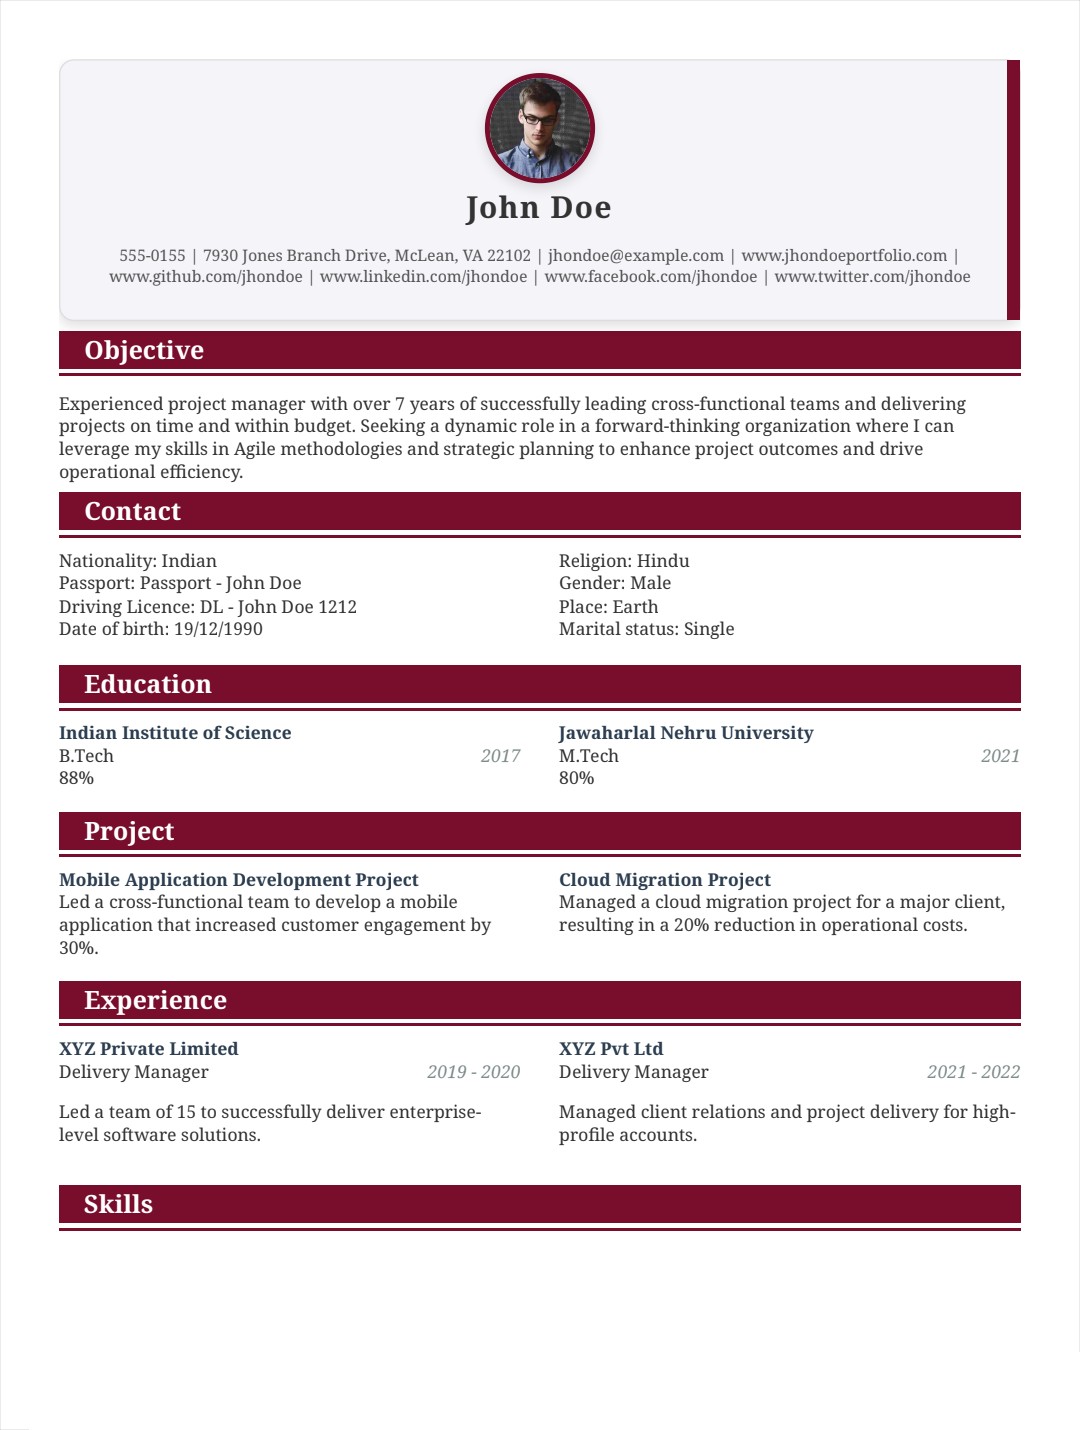 John Doe
555-0155 | 7930 Jones Branch Drive, McLean, VA 22102 | jhondoe@example.com | www.jhondoeportfolio.com |
www.github.com/jhondoe | www.linkedin.com/jhondoe | www.facebook.com/jhondoe | www.twitter.com/jhondoe
Objective
Experienced project manager with over 7 years of successfully leading cross-functional teams and delivering
projects on time and within budget. Seeking a dynamic role in a forward-thinking organization where I can
leverage my skills in Agile methodologies and strategic planning to enhance project outcomes and drive
operational efficiency.
Contact
Nationality: Indian
Passport: Passport - John Doe
Driving Licence: DL - John Doe 1212
Date of birth: 19/12/1990
Religion: Hindu
Gender: Male
Place: Earth
Marital status: Single
Education
Indian Institute of Science
B.Tech 2017
88%
Jawaharlal Nehru University
M.Tech 2021
80%
Project
Mobile Application Development Project
Led a cross-functional team to develop a mobile
application that increased customer engagement by
30%.
Cloud Migration Project
Managed a cloud migration project for a major client,
resulting in a 20% reduction in operational costs.
Experience
XYZ Private Limited
Delivery Manager 2019 - 2020
Led a team of 15 to successfully deliver enterprise-
level software solutions.
XYZ Pvt Ltd
Delivery Manager 2021 - 2022
Managed client relations and project delivery for high-
profile accounts.
Skills